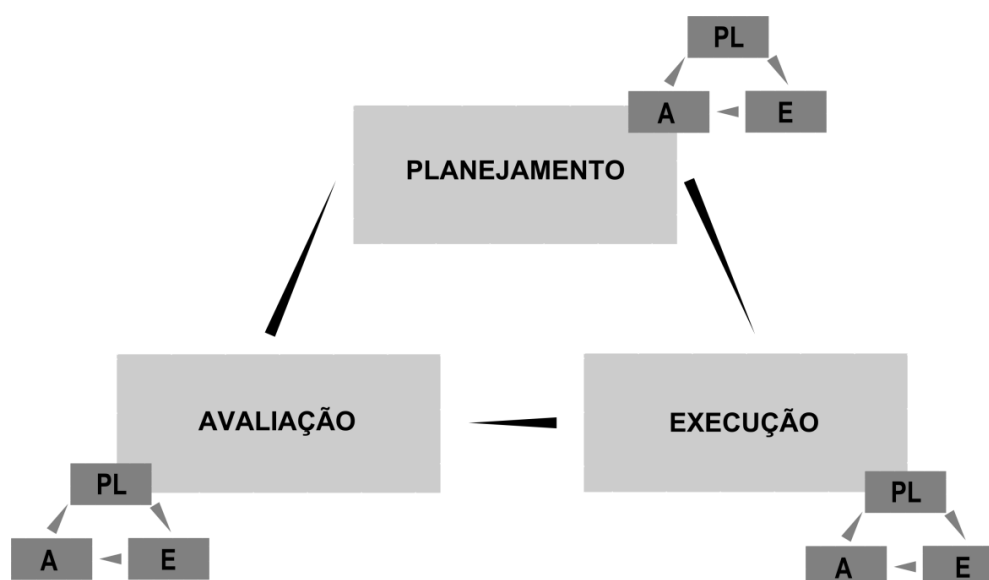 PL
A
E
PLANEJAMENTO
AVALIAÇÃO
EXECUÇÃO
PL
A
E
PL
A
E